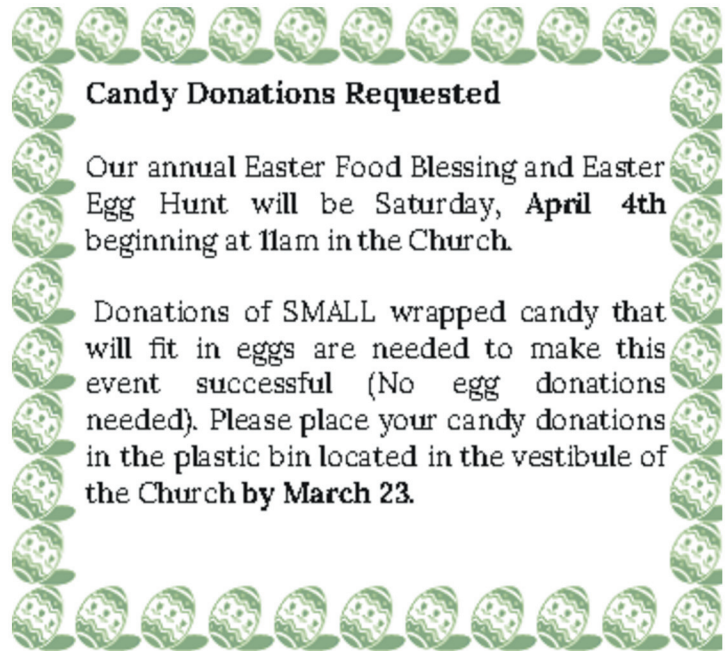 Candy Donations Requested
Our annual Easter Food Blessing and Easter
Egg Hunt will be Saturday, April 4th
beginning at 11am in the Church.
Donations of SMALL wrapped candy that
will fit in eggs are needed to make this
event successful (No egg donations
needed). Please place your candy donations
in the plastic bin located in the vestibule of
the Church by March 23.